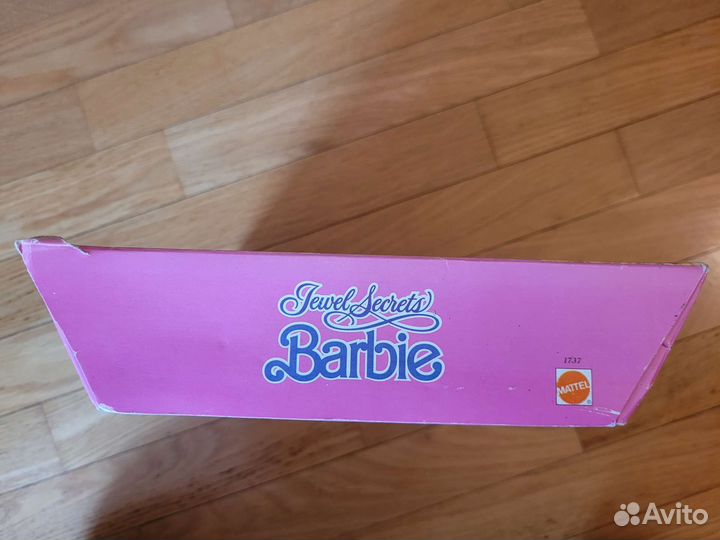 Jewel Secrets
Barbie
1737
MATTEL
®
Avito